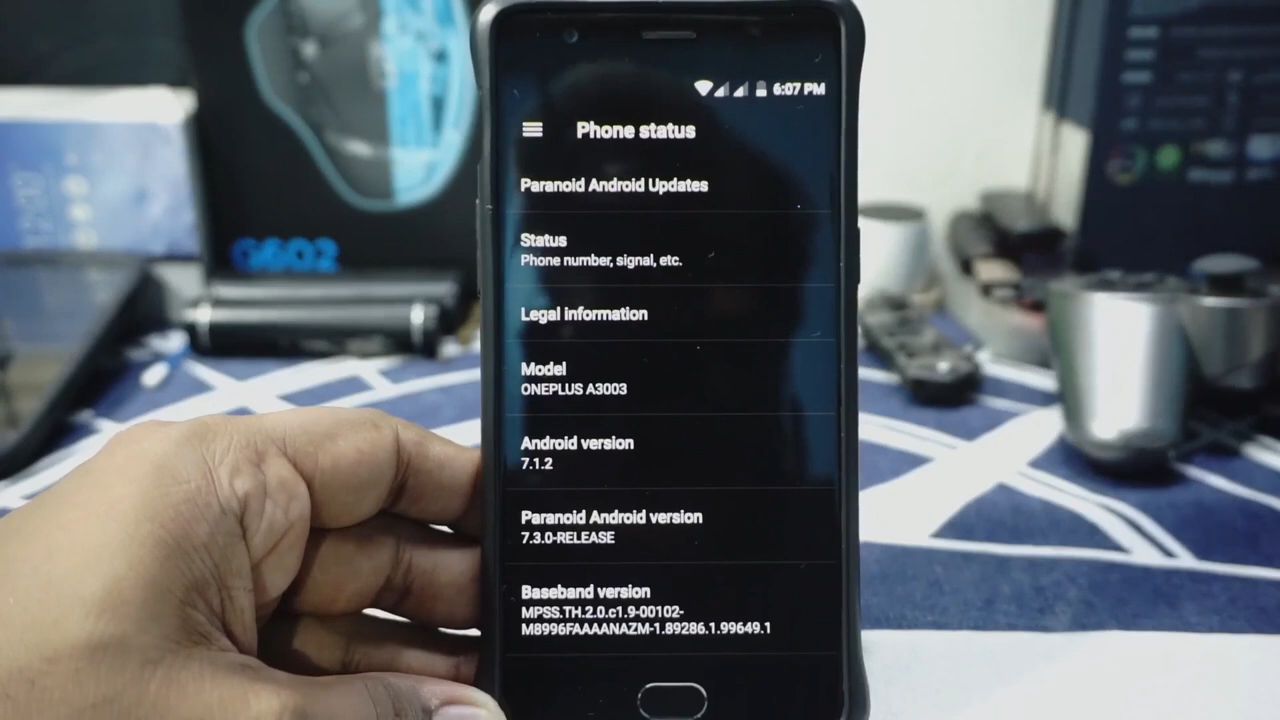 6:07 PM
Phone status
Paranoid Android Updates
Status
Phone number, signal, etc.
Legal information
Model
ONEPLUS A3003
Android version
7.1.2
Paranoid Android version
7.3.0-RELEASE
Baseband version
MPSS.TH.2.0.c1.9-00102-
M8996FAAAANAZM-1.89286.1.99649.1
G602